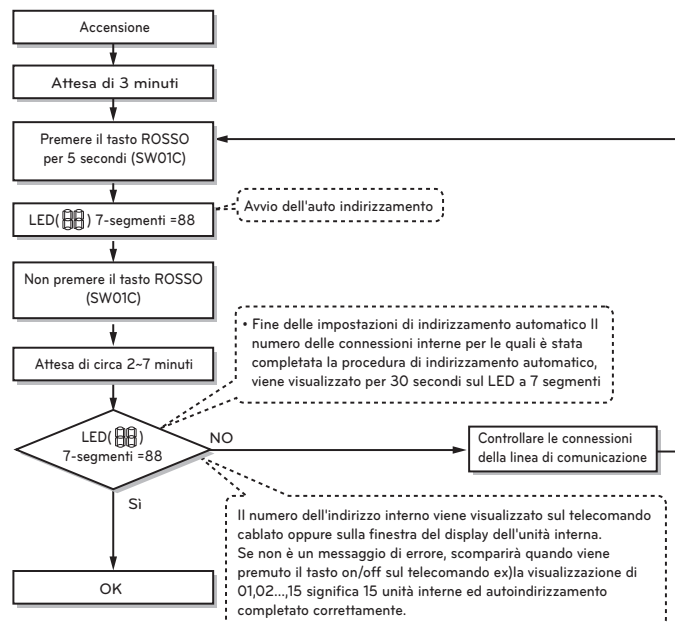 Accensione
Attesa di 3 minuti
Premere il tasto ROSSO
per 5 secondi (SW01C)
LED(88) 7-segmenti =88
Avvio dell'auto indirizzamento
Non premere il tasto ROSSO
(SW01C)
• Fine delle impostazioni di indirizzamento automatico Il
numero delle connessioni interne per le quali è stata
completata la procedura di indirizzamento automatico,
viene visualizzato per 30 secondi sul LED a 7 segmenti
Attesa di circa 2~7 minuti
LED(88)
7-segmenti =88
NO
Controllare le connessioni
della linea di comunicazione
Sì
Il numero dell'indirizzo interno viene visualizzato sul telecomando
cablato oppure sulla finestra del display dell'unità interna.
Se non è un messaggio di errore, scomparirà quando viene
premuto il tasto on/off sul telecomando ex)la visualizzazione di
01,02...,15 significa 15 unità interne ed autoindirizzamento
completato correttamente.
OK